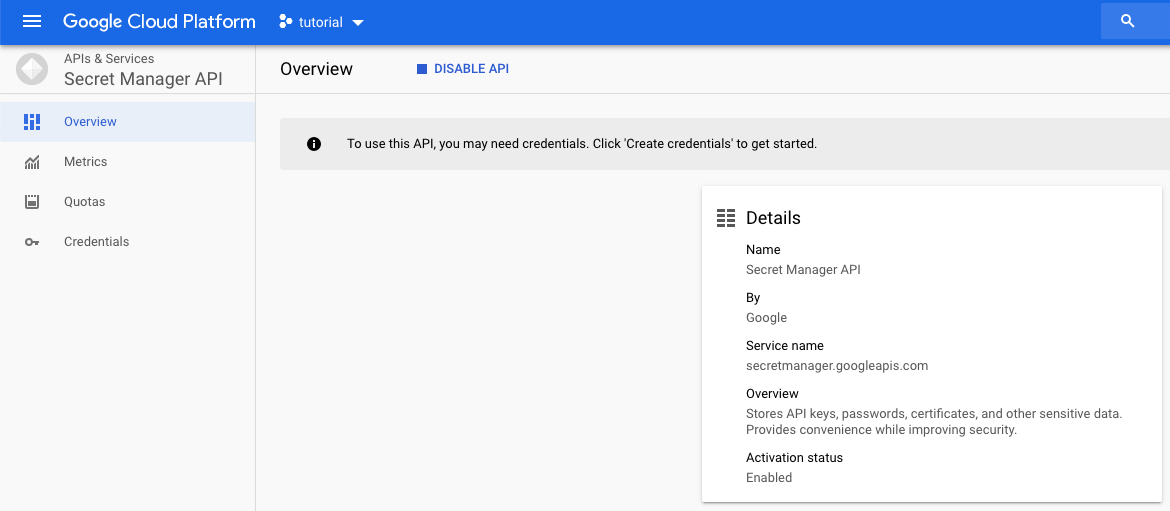 Google Cloud Platform
tutorial
APIs & Services
Secret Manager API
Overview
DISABLE API
Overview
Metrics
Quotas
Credentials
To use this API, you may need credentials. Click 'Create credentials' to get started.
Details
Name
Secret Manager API
By
Google
Service name
secretmanager.googleapis.com
Overview
Stores API keys, passwords, certificates, and other sensitive data.
Provides convenience while improving security.
Activation status
Enabled